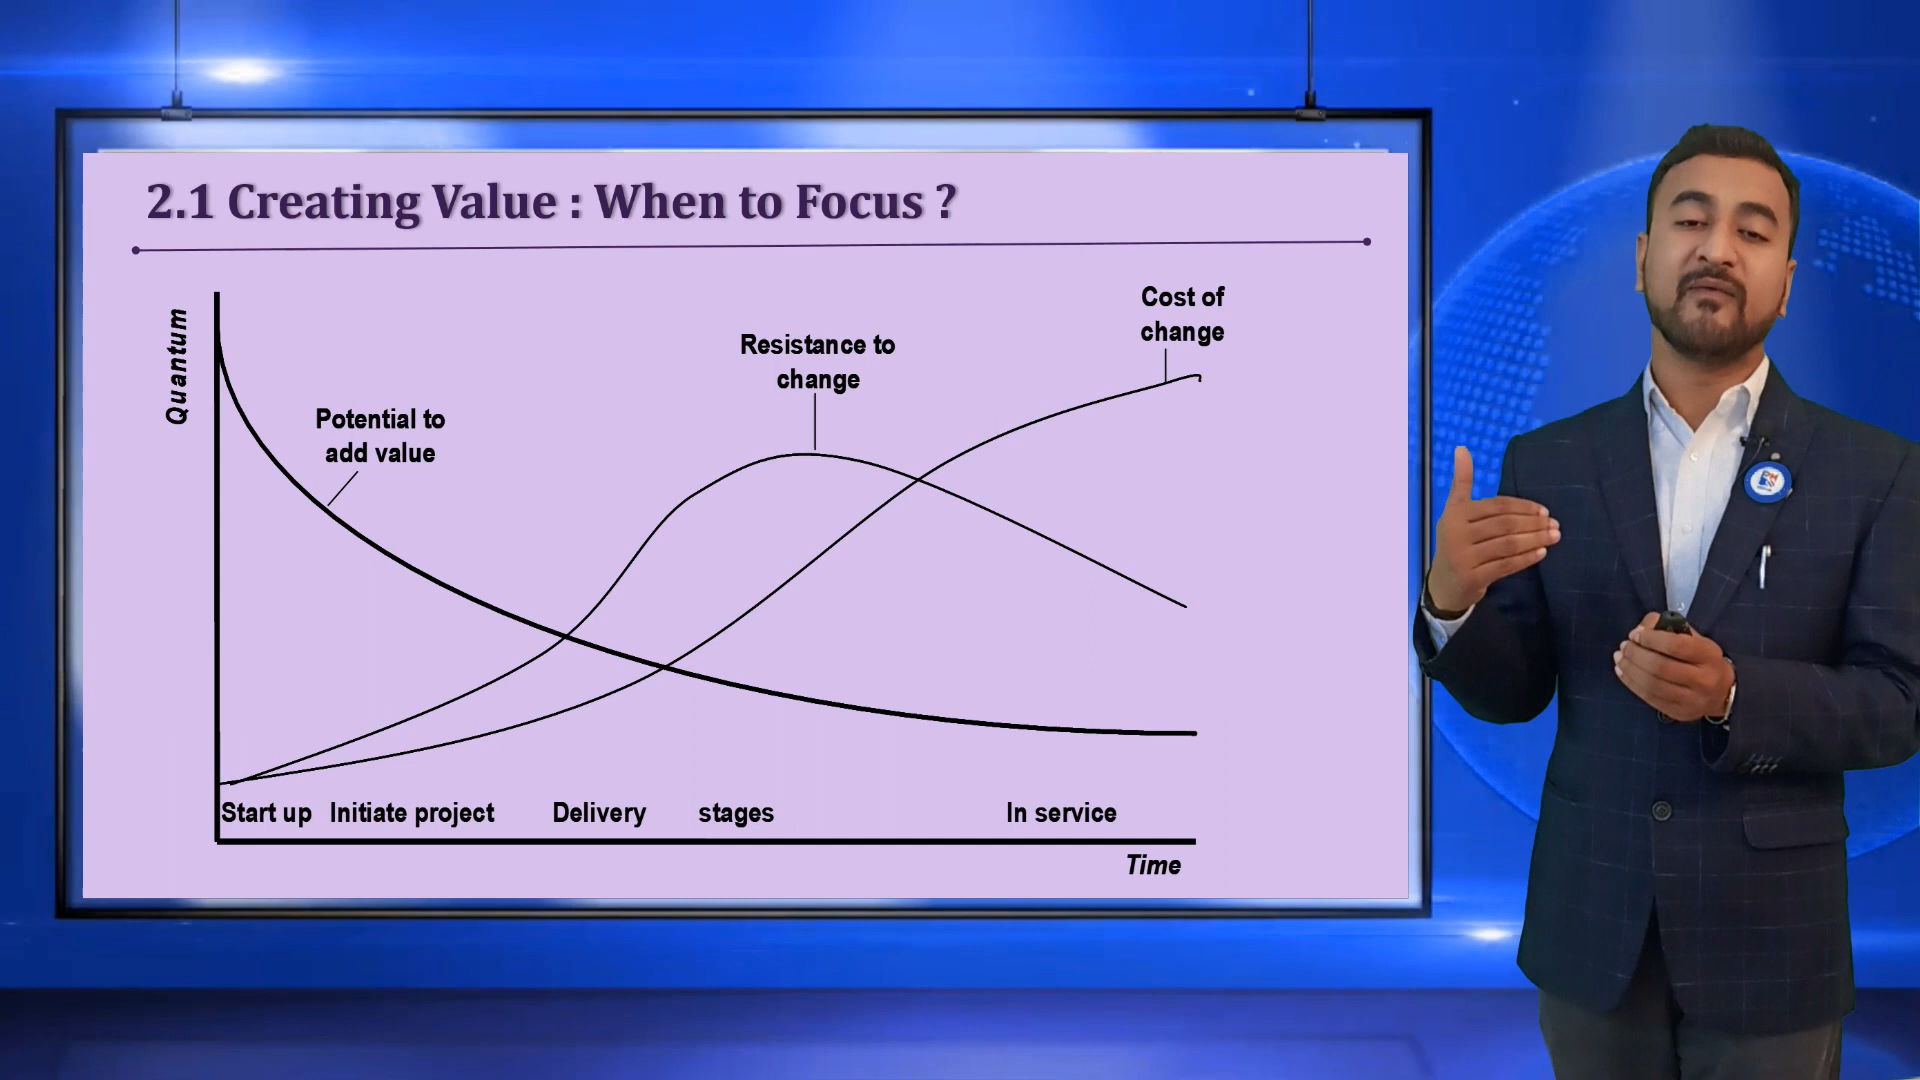 2.1 Creating Value : When to Focus ?
Quantum
Potential to
add value
Resistance to
change
Cost of
change
Start up Initiate project Delivery stages In service
Time